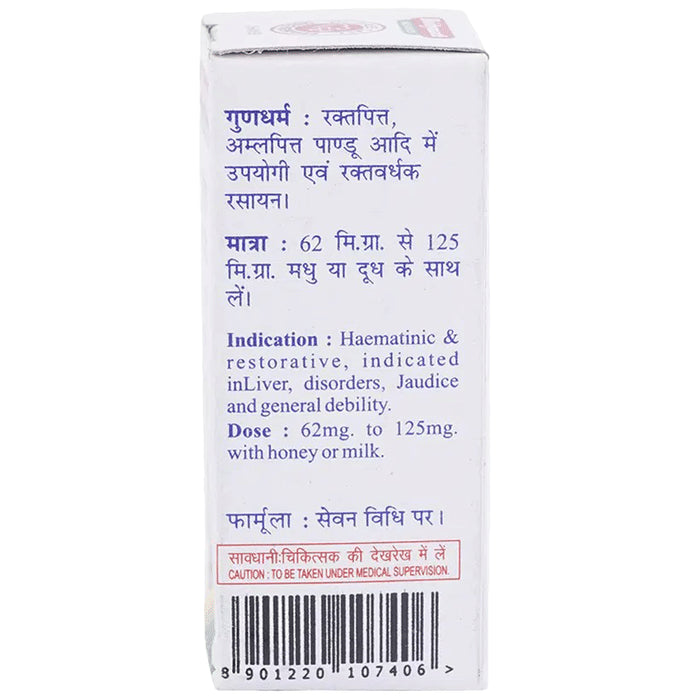 गुणधर्म : रक्तपित्त,
अम्लपित्त पाण्डू आदि में
उपयोगी एवं रक्तवर्धक
रसायन।
मात्रा : 62 मि.ग्रा. से 125
मि.ग्रा. मधु या दूध के साथ
लें।
Indication : Haematinic &
restorative, indicated
inLiver, disorders, Jaudice
and general debility.
Dose : 62mg. to 125mg.
with honey or milk.
फार्मूला : सेवन विधि पर।
सावधानी:चिकित्सक की देखरेख में लें
CAUTION : TO BE TAKEN UNDER MEDICAL SUPERVISION.
8 901220 107406 >